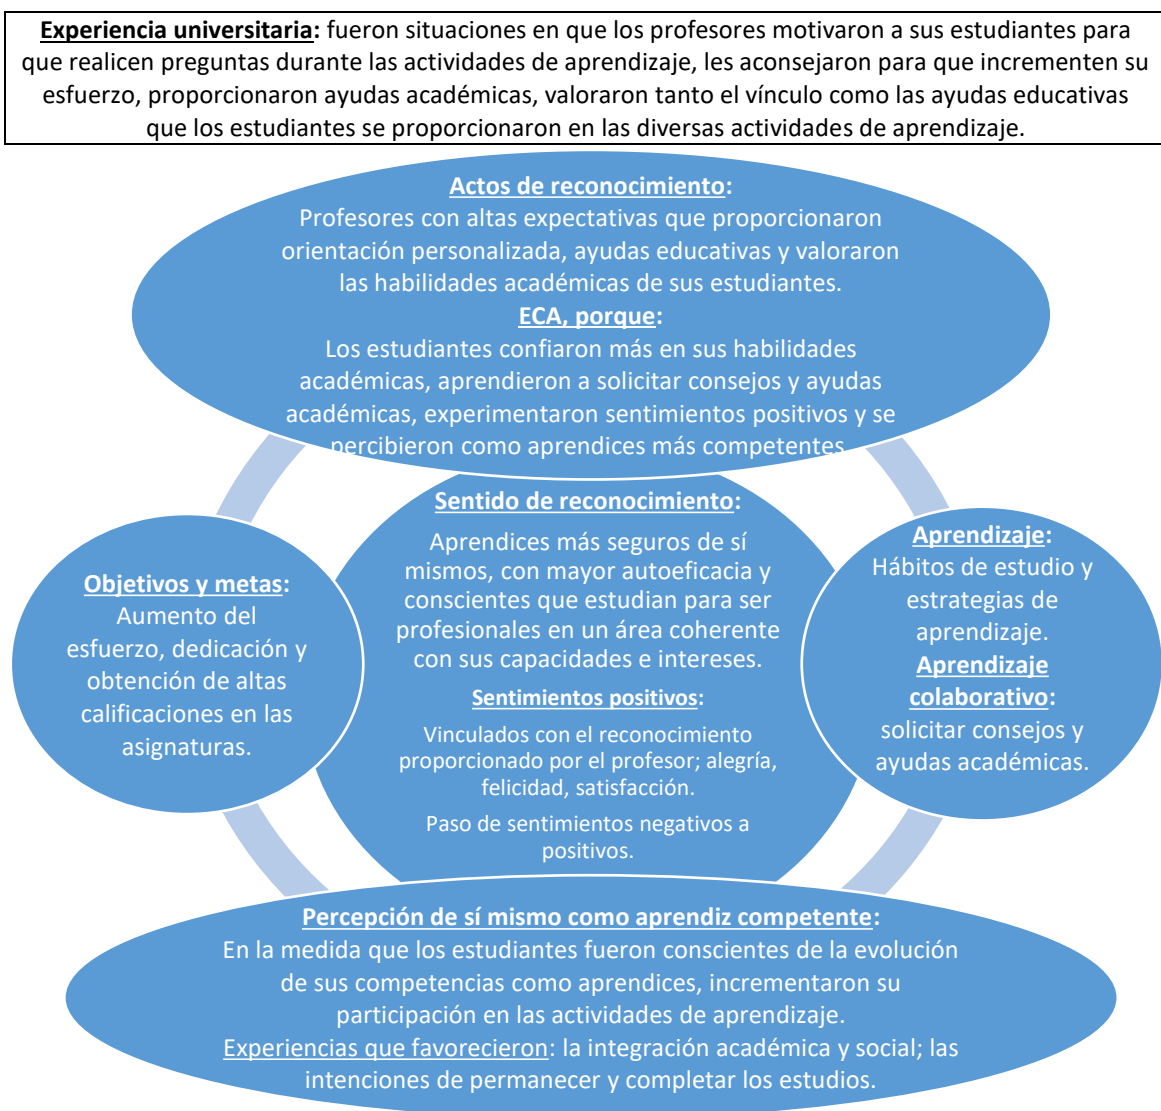 Experiencia universitaria: fueron situaciones en que los profesores motivaron a sus estudiantes para
que realicen preguntas durante las actividades de aprendizaje, les aconsejaron para que incrementen su
esfuerzo, proporcionaron ayudas académicas, valoraron tanto el vínculo como las ayudas educativas
que los estudiantes se proporcionaron en las diversas actividades de aprendizaje.
Actos de reconocimiento:
Profesores con altas expectativas que proporcionaron
orientación personalizada, ayudas educativas y valoraron
las habilidades académicas de sus estudiantes.
ECA, porque:
Los estudiantes confiaron más en sus habilidades
académicas, aprendieron a solicitar consejos y ayudas
académicas, experimentaron sentimientos positivos y se
percibieron como aprendices más competentes.
Objetivos y metas:
Aumento del
esfuerzo, dedicación y
obtención de altas
calificaciones en las
asignaturas.
Sentido de reconocimiento:
Aprendices más seguros de sí
mismos, con mayor autoeficacia y
conscientes que estudian para ser
profesionales en un área coherente
con sus capacidades e intereses.
Sentimientos positivos:
Vinculados con el reconocimiento
proporcionado por el profesor; alegría,
felicidad, satisfacción.
Paso de sentimientos negativos a
positivos.
Aprendizaje:
Hábitos de estudio y
estrategias de
aprendizaje.
Aprendizaje
colaborativo:
solicitar consejos y
ayudas académicas.
Percepción de sí mismo como aprendiz competente:
En la medida que los estudiantes fueron conscientes de la evolución
de sus competencias como aprendices, incrementaron su
participación en las actividades de aprendizaje.
Experiencias que favorecieron: la integración académica y social; las
intenciones de permanecer y completar los estudios.